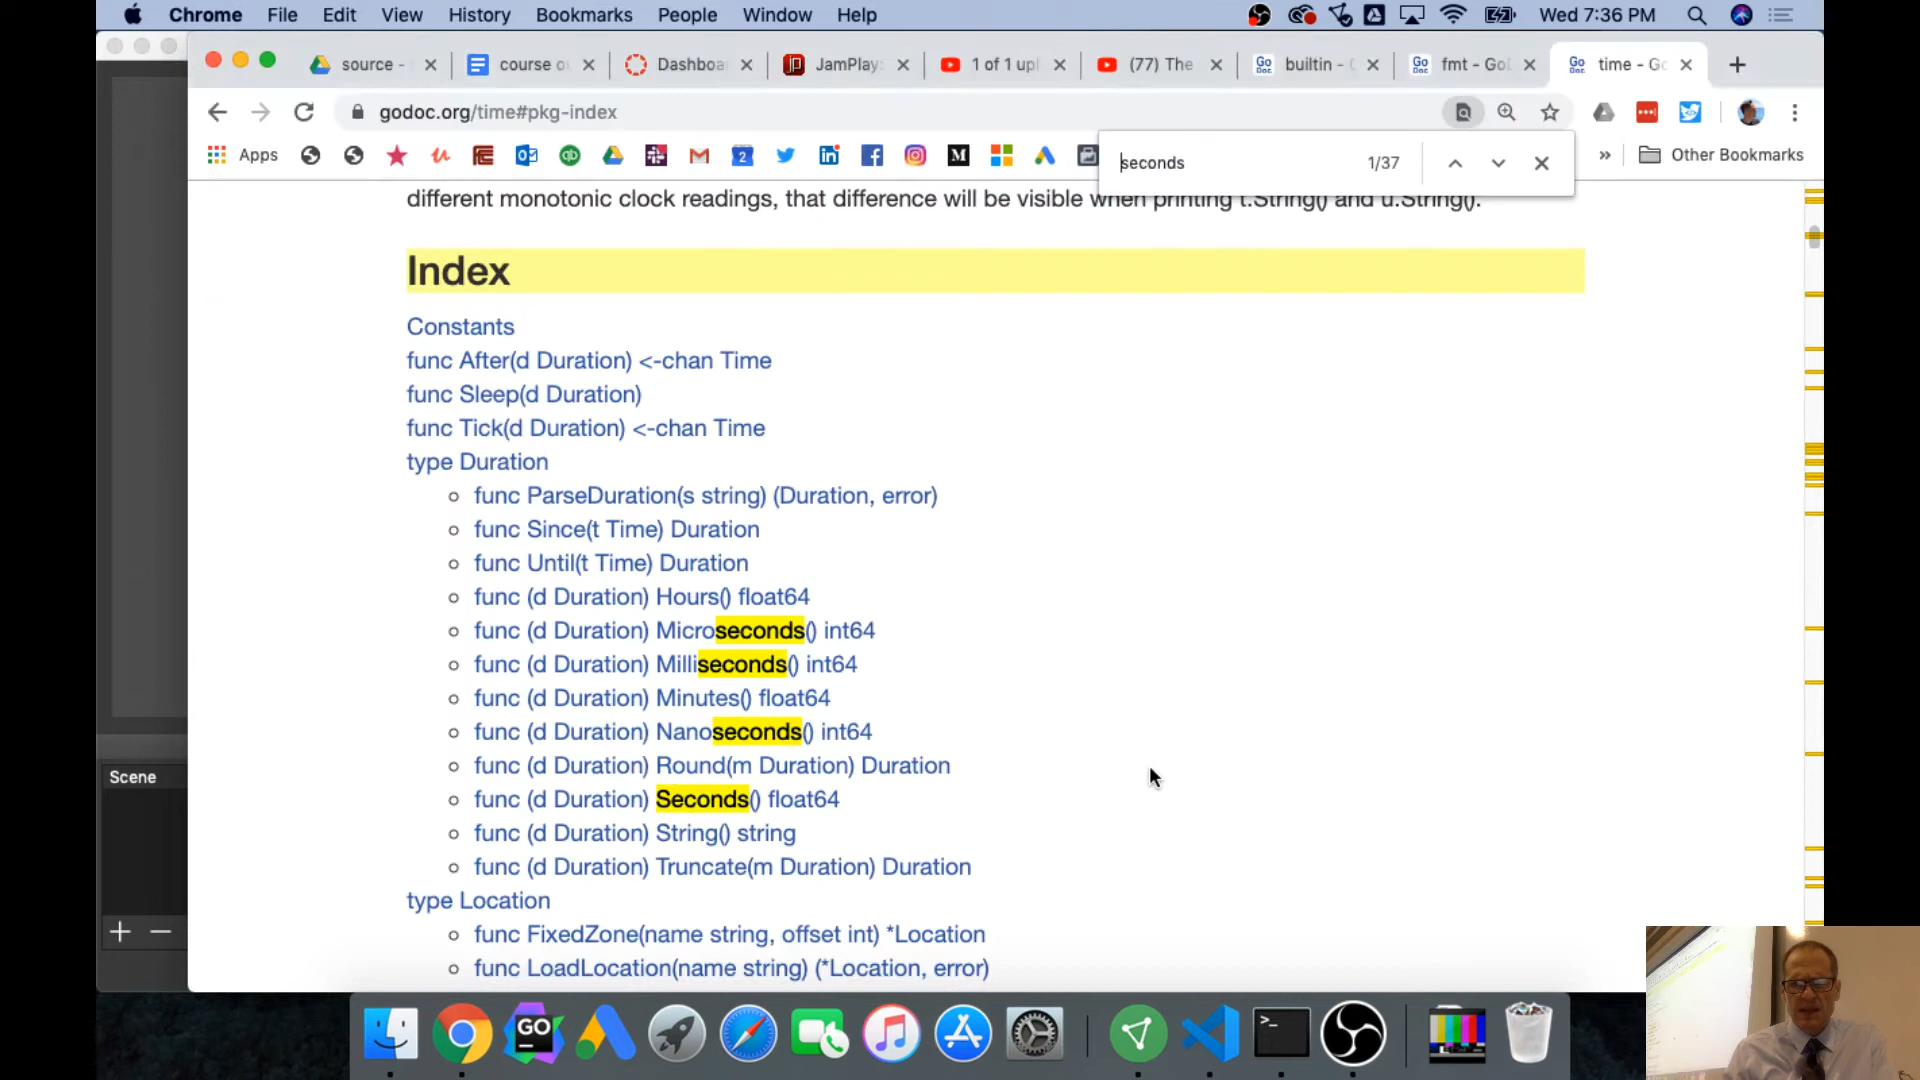 Chrome File Edit View History Bookmarks People Window Help Wed 7:36 PM
source - course o Dashboa JamPlay: 1 of 1 upl (77) The builtin - fmt - Go time - Go
godoc.org/time#pkg-index
Apps Other Bookmarks
seconds 1/37
different monotonic clock readings, that difference will be visible when printing t.String() and u.String().
Index
Constants
func After(d Duration) <-chan Time
func Sleep(d Duration)
func Tick(d Duration) <-chan Time
type Duration
func ParseDuration(s string) (Duration, error)
func Since(t Time) Duration
func Until(t Time) Duration
func (d Duration) Hours() float64
func (d Duration) Microseconds() int64
func (d Duration) Milliseconds() int64
func (d Duration) Minutes() float64
func (d Duration) Nanoseconds() int64
func (d Duration) Round(m Duration) Duration
func (d Duration) Seconds() float64
func (d Duration) String() string
func (d Duration) Truncate(m Duration) Duration
type Location
func FixedZone(name string, offset int) *Location
func LoadLocation(name string) (*Location, error)
Scene
GO